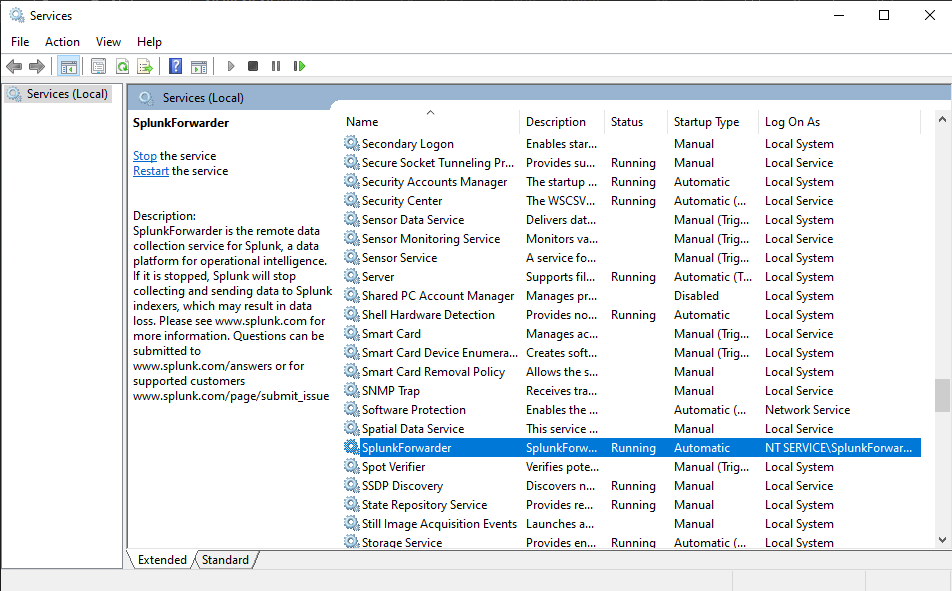 Services
File Action View Help
Services (Local)
Services (Local)
SplunkForwarder
Stop the service
Restart the service
Description:
SplunkForwarder is the remote data
collection service for Splunk, a data
platform for operational intelligence.
If it is stopped, Splunk will stop
collecting and sending data to Splunk
indexers, which may result in data
loss. Please see www.splunk.com for
more information. Questions can be
submitted to
www.splunk.com/answers or for
supported customers
www.splunk.com/page/submit_issue
Name Description Status Startup Type Log On As
Secondary Logon Enables star... Manual Local System
Secure Socket Tunneling Pr... Provides su... Running Manual Local Service
Security Accounts Manager The startup ... Running Automatic Local System
Security Center The WSCSV... Running Automatic (... Local Service
Sensor Data Service Delivers dat... Manual (Trig... Local System
Sensor Monitoring Service Monitors va... Manual (Trig... Local Service
Sensor Service A service fo... Manual (Trig... Local System
Server Supports fil... Running Automatic (T... Local System
Shared PC Account Manager Manages pr... Disabled Local System
Shell Hardware Detection Provides no... Running Automatic Local System
Smart Card Manages ac... Manual (Trig... Local Service
Smart Card Device Enumera... Creates soft... Manual (Trig... Local System
Smart Card Removal Policy Allows the s... Manual Local System
SNMP Trap Receives tra... Manual Local Service
Software Protection Enables the ... Automatic (... Network Service
Spatial Data Service This service ... Manual Local Service
SplunkForwarder SplunkForw... Running Automatic NT SERVICE\SplunkForwar...
Spot Verifier Verifies pote... Manual (Trig... Local System
SSDP Discovery Discovers n... Running Manual Local Service
State Repository Service Provides re... Running Manual Local System
Still Image Acquisition Events Launches a... Manual Local System
Storage Service Provides en... Running Automatic (... Local System
Extended Standard